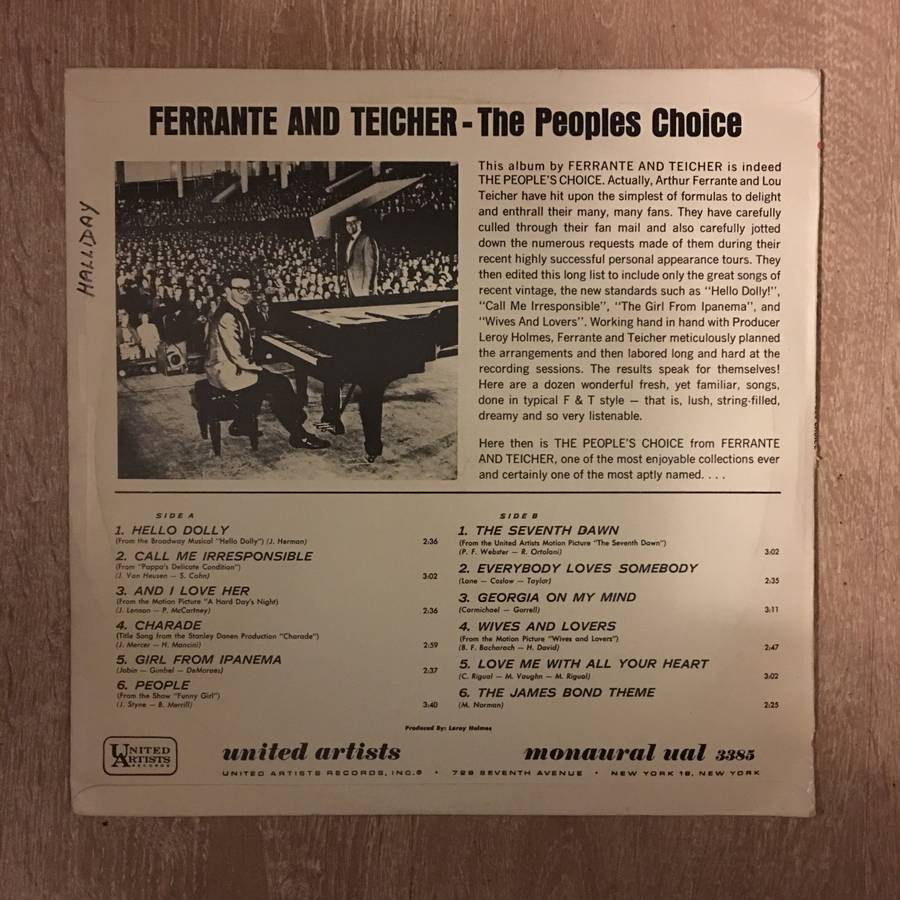 FERRANTE AND TEICHER - The Peoples Choice
HALLIDAY
This album by FERRANTE AND TEICHER is indeed
THE PEOPLE'S CHOICE. Actually, Arthur Ferrante and Lou
Teicher have hit upon the simplest of formulas to delight
and enthrall their many, many fans. They have carefully
culled through their fan mail and also carefully jotted
down the numerous requests made of them during their
recent highly successful personal appearance tours. They
then edited this long list to include only the great songs of
recent vintage, the new standards such as "Hello Dolly!",
"Call Me Irresponsible", "The Girl From Ipanema", and
"Wives And Lovers". Working hand in hand with Producer
Leroy Holmes, Ferrante and Teicher meticulously planned
the arrangements and then labored long and hard at the
recording sessions. The results speak for themselves!
Here are a dozen wonderful fresh, yet familiar, songs,
done in typical F & T style — that is, lush, string-filled,
dreamy and so very listenable.
Here then is THE PEOPLE'S CHOICE from FERRANTE
AND TEICHER, one of the most enjoyable collections ever
and certainly one of the most aptly named. . . .
SIDE A
1. HELLO DOLLY
(From the Broadway Musical "Hello Dolly") (J. Herman) 2:36
2. CALL ME IRRESPONSIBLE
(From "Pappa's Delicate Condition")
(J. Van Heusen — S. Cahn) 3:02
3. AND I LOVE HER
(From the Motion Picture "A Hard Day's Night)
(J. Lennon — P. McCartney) 2:36
4. CHARADE
(Title Song from the Stanley Donen Production "Charade")
(J. Mercer — H. Mancini) 2:59
5. GIRL FROM IPANEMA
(Jobin — Gimbel — DeMoraes) 2:37
6. PEOPLE
(From the Show "Funny Girl")
(J. Styne — B. Merrill) 3:40
SIDE B
1. THE SEVENTH DAWN
(From the United Artists Motion Picture "The Seventh Dawn")
(P. F. Webster — R. Ortolani) 3:02
2. EVERYBODY LOVES SOMEBODY
(Lane — Coslow — Taylor) 2:35
3. GEORGIA ON MY MIND
(Carmichael — Gorrell) 3:11
4. WIVES AND LOVERS
(From the Motion Picture "Wives and Lovers")
(B. F. Bacharach — H. David) 2:47
5. LOVE ME WITH ALL YOUR HEART
(C. Rigual — M. Vaughn — M. Rigual) 3:02
6. THE JAMES BOND THEME
(M. Norman) 2:25
Produced By: Leroy Holmes
UNITED
ARTISTS
RECORDS
united artists monaural ual 3385
UNITED ARTISTS RECORDS, INC.® • 729 SEVENTH AVENUE • NEW YORK 19, NEW YORK